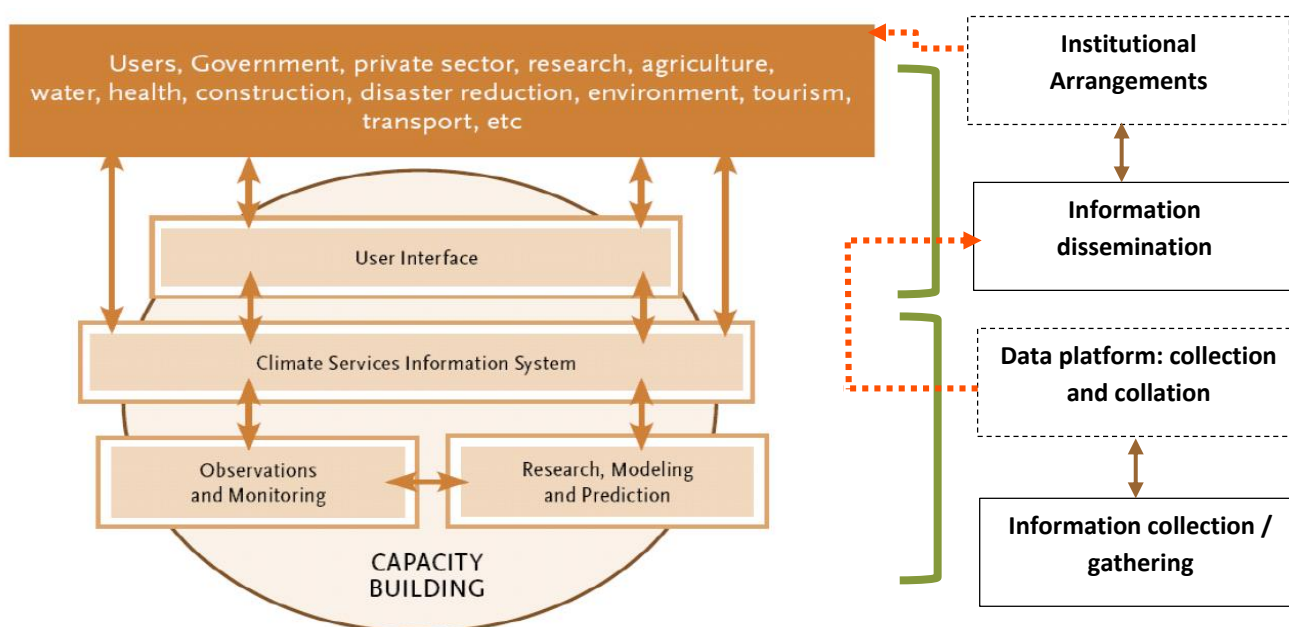 Users, Government, private sector, research, agriculture,
water, health, construction, disaster reduction, environment, tourism,
transport, etc
User Interface
Climate Services Information System
Observations
and Monitoring
Research, Modeling
and Prediction
CAPACITY
BUILDING
Institutional
Arrangements
Information
dissemination
Data platform: collection
and collation
Information collection /
gathering